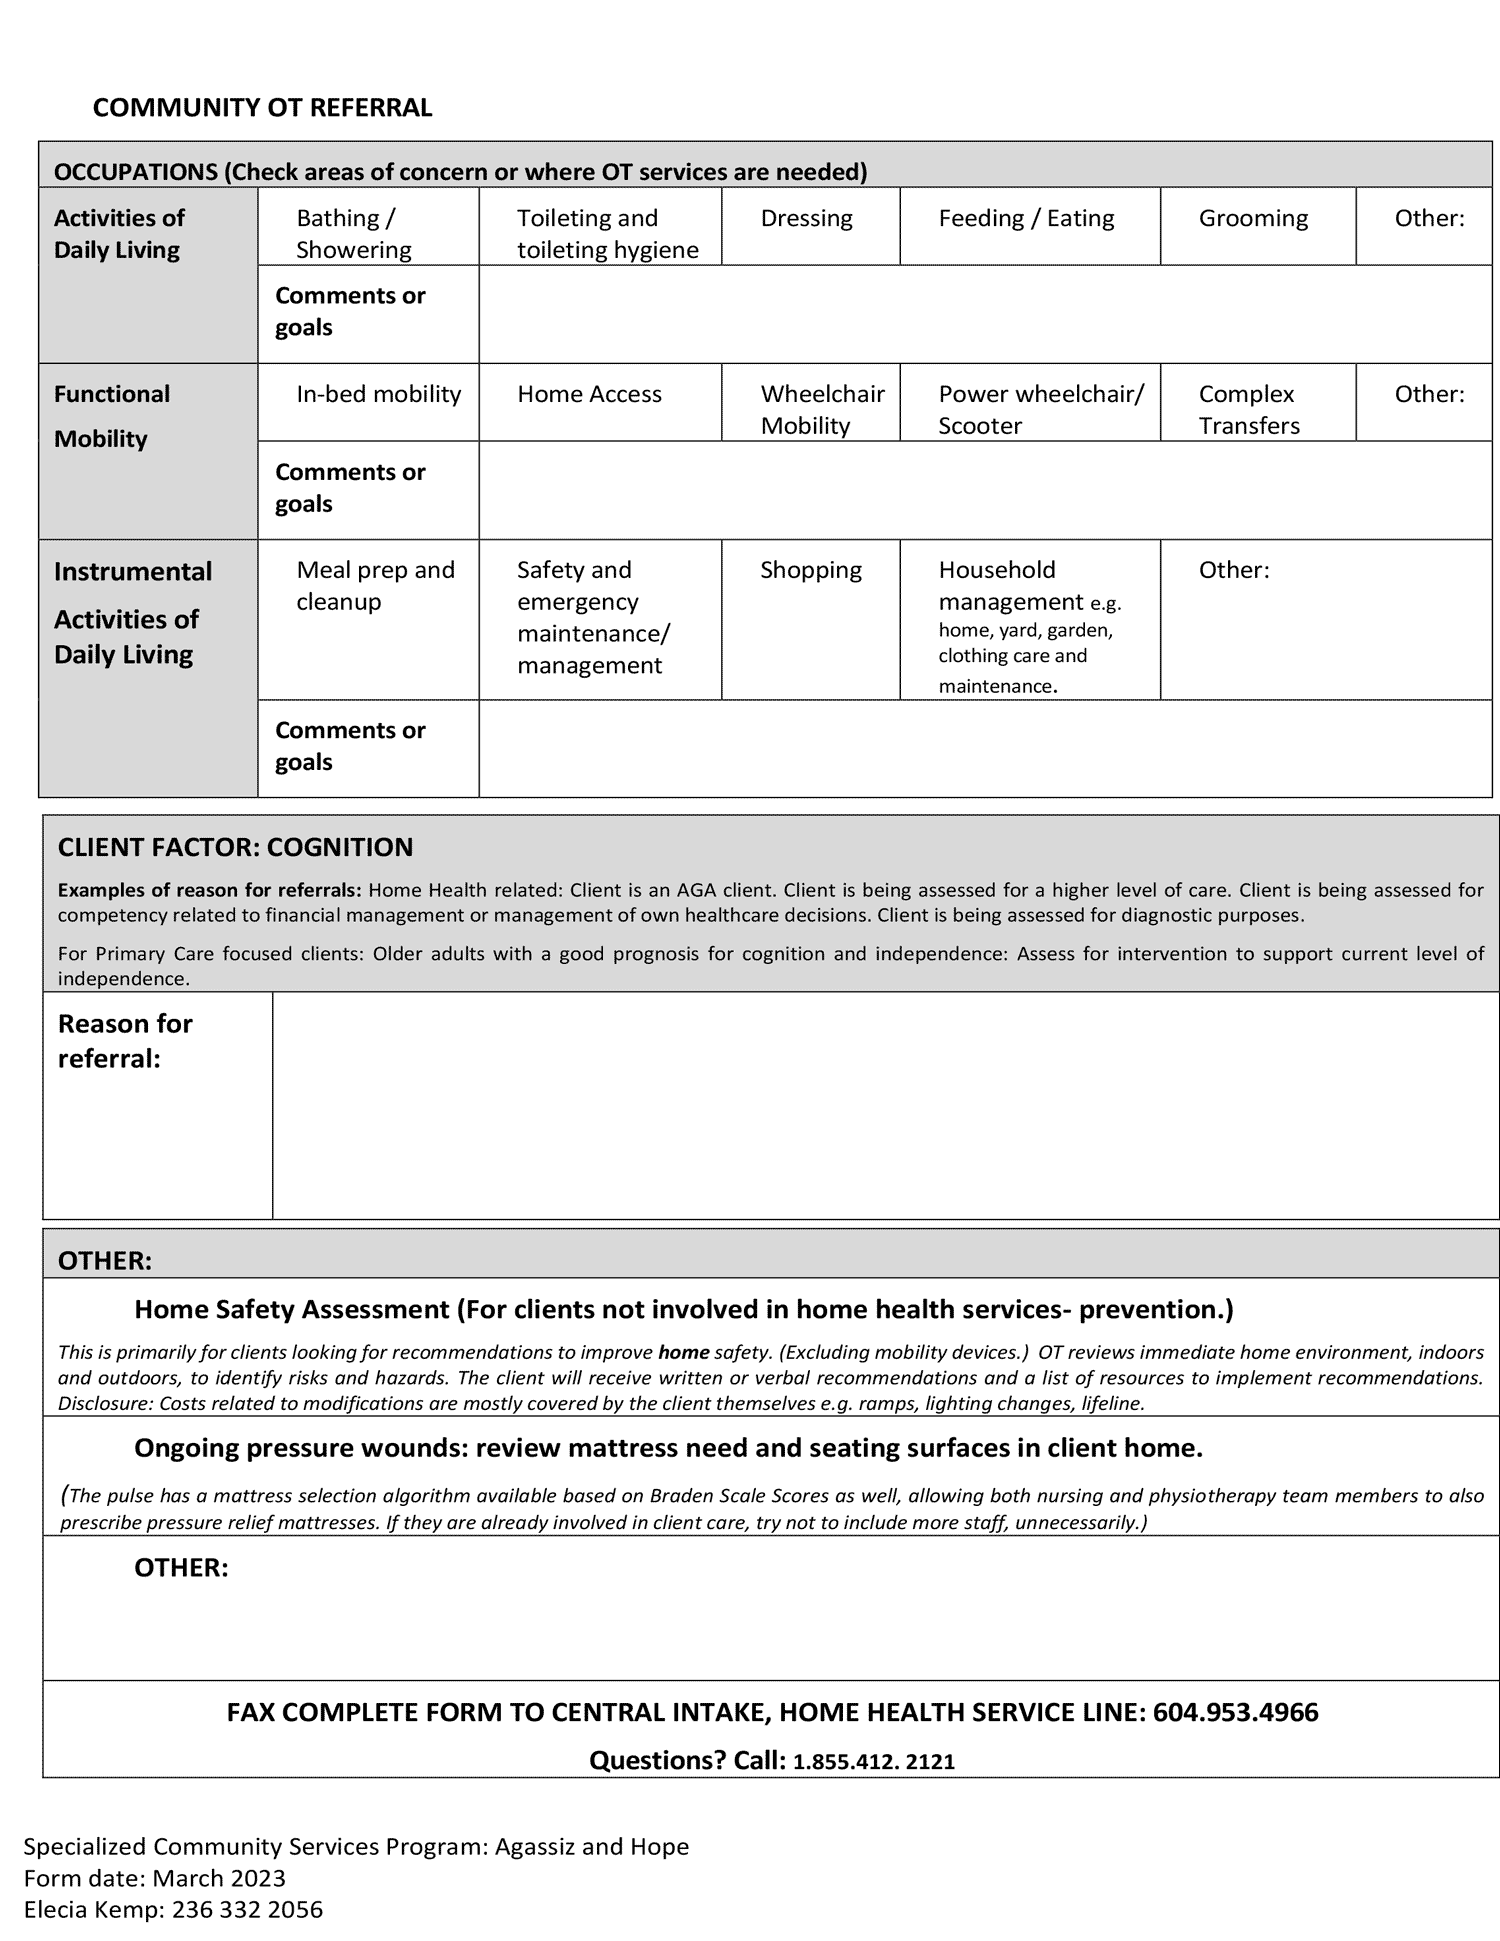 COMMUNITY OT REFERRAL
OCCUPATIONS (Check areas of concern or where OT services are needed)
Activities of
Daily Living
Bathing /
Showering
Toileting and
toileting hygiene
Dressing
Feeding / Eating
Grooming
Other:
Comments or
goals
Functional
Mobility
In-bed mobility
Home Access
Wheelchair
Mobility
Power wheelchair/
Scooter
Complex
Transfers
Other:
Comments or
goals
Instrumental
Activities of
Daily Living
Meal prep and
cleanup
Safety and
emergency
maintenance/
management
Shopping
Household
management e.g.
home, yard, garden,
clothing care and
maintenance.
Other:
Comments or
goals
CLIENT FACTOR: COGNITION
Examples of reason for referrals: Home Health related: Client is an AGA client. Client is being assessed for a higher level of care. Client is being assessed for
competency related to financial management or management of own healthcare decisions. Client is being assessed for diagnostic purposes.
For Primary Care focused clients: Older adults with a good prognosis for cognition and independence: Assess for intervention to support current level of
independence.
Reason for
referral:
OTHER:
Home Safety Assessment (For clients not involved in home health services- prevention.)
This is primarily for clients looking for recommendations to improve home safety. (Excluding mobility devices.) OT reviews immediate home environment, indoors
and outdoors, to identify risks and hazards. The client will receive written or verbal recommendations and a list of resources to implement recommendations.
Disclosure: Costs related to modifications are mostly covered by the client themselves e.g. ramps, lighting changes, lifeline.
Ongoing pressure wounds: review mattress need and seating surfaces in client home.
(The pulse has a mattress selection algorithm available based on Braden Scale Scores as well, allowing both nursing and physiotherapy team members to also
prescribe pressure relief mattresses. If they are already involved in client care, try not to include more staff, unnecessarily.)
OTHER:
FAX COMPLETE FORM TO CENTRAL INTAKE, HOME HEALTH SERVICE LINE: 604.953.4966
Questions? Call: 1.855.412. 2121
Specialized Community Services Program: Agassiz and Hope
Form date: March 2023
Elecia Kemp: 236 332 2056